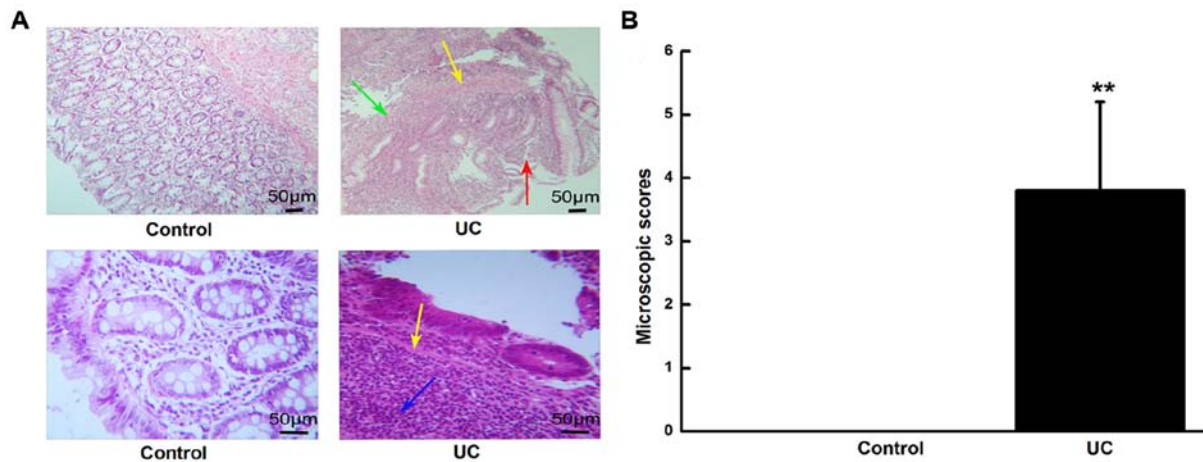 A
50µm
Control
50µm
UC
50µm
Control
50µm
UC
B
Microscopic scores
6
5
4
3
2
1
0
**
Control
UC